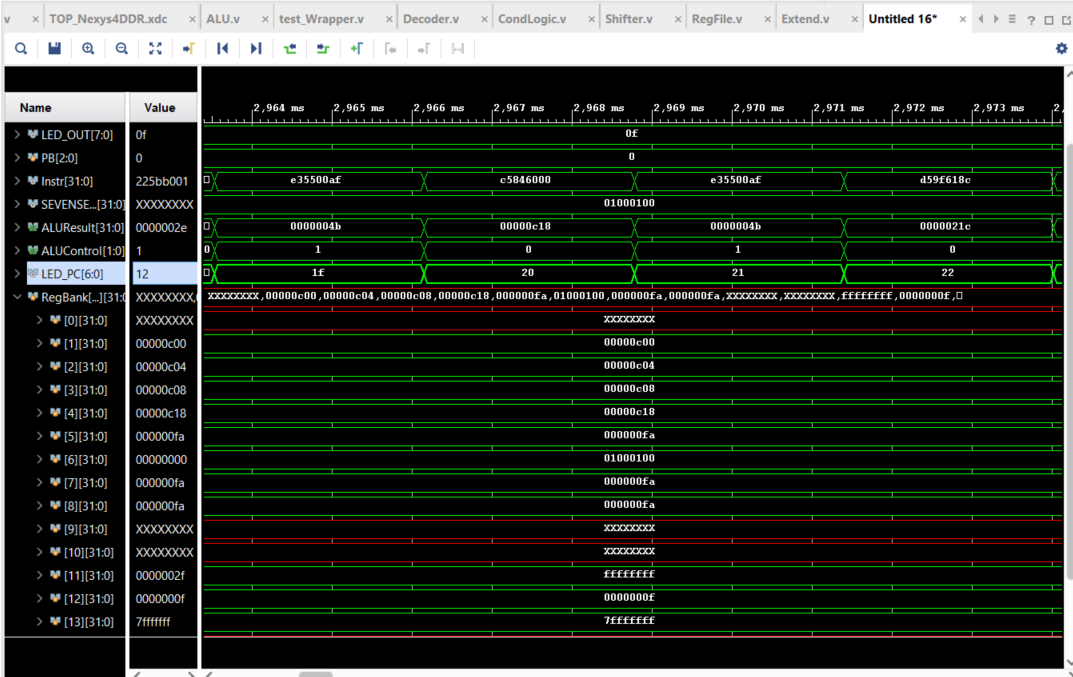 v TOP_Nexys4DDR.xdc ALU.v test_Wrapper.v Decoder.v CondLogic.v Shifter.v RegFile.v Extend.v Untitled 16*
Name Value
2,964 ms 2,965 ms 2,966 ms 2,967 ms 2,968 ms 2,969 ms 2,970 ms 2,971 ms 2,972 ms 2,973 ms 2,
LED_OUT[7:0] 0f 0f
PB[2:0] 0 0
Instr[31:0] 225bb001 e35500af c5846000 e35500af d59f618c
SEVENSE...[31:0] XXXXXXXX 01000100
ALUResult[31:0] 0000002e 0000004b 00000c18 0000004b 0000021c
ALUControl[1:0] 1 0 1 0 1 0
LED_PC[6:0] 12 1f 20 21 22
RegBank[...][31:0 XXXXXXXX, XXXXXXXX,00000c00,00000c04,00000c08,00000c18,000000fa,01000100,000000fa,000000fa,XXXXXXXX,XXXXXXXX,ffffffff,0000000f,
[0][31:0] XXXXXXXX XXXXXXXX
[1][31:0] 00000c00 00000c00
[2][31:0] 00000c04 00000c04
[3][31:0] 00000c08 00000c08
[4][31:0] 00000c18 00000c18
[5][31:0] 000000fa 000000fa
[6][31:0] 00000000 01000100
[7][31:0] 000000fa 000000fa
[8][31:0] 000000fa 000000fa
[9][31:0] XXXXXXXX XXXXXXXX
[10][31:0] XXXXXXXX XXXXXXXX
[11][31:0] 0000002f ffffffff
[12][31:0] 0000000f 0000000f
[13][31:0] 7fffffff 7fffffff